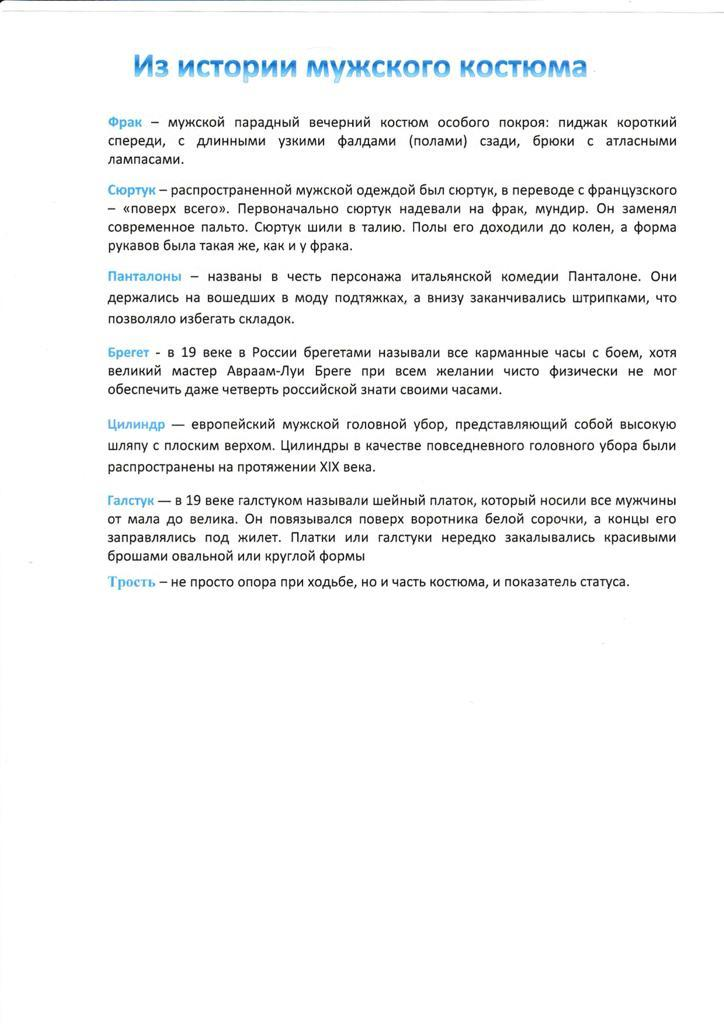 Из истории мужского костюма
Фрак – мужской парадный вечерний костюм особого покроя: пиджак короткий
спереди, с длинными узкими фалдами (полами) сзади, брюки с атласными
лампасами.
Сюртук – распространенной мужской одеждой был сюртук, в переводе с французского
– «поверх всего». Первоначально сюртук надевали на фрак, мундир. Он заменял
современное пальто. Сюртук шили в талию. Полы его доходили до колен, а форма
рукавов была такая же, как и у фрака.
Панталоны – названы в честь персонажа итальянской комедии Панталоне. Они
держались на вошедших в моду подтяжках, а внизу заканчивались штрипками, что
позволяло избегать складок.
Брегет - в 19 веке в России брегетами называли все карманные часы с боем, хотя
великий мастер Авраам-Луи Бреге при всем желании чисто физически не мог
обеспечить даже четверть российской знати своими часами.
Цилиндр — европейский мужской головной убор, представляющий собой высокую
шляпу с плоским верхом. Цилиндры в качестве повседневного головного убора были
распространены на протяжении XIX века.
Галстук — в 19 веке галстуком называли шейный платок, который носили все мужчины
от мала до велика. Он повязывался поверх воротника белой сорочки, а концы его
заправлялись под жилет. Платки или галстуки нередко закалывались красивыми
брошами овальной или круглой формы
Трость – не просто опора при ходьбе, но и часть костюма, и показатель статуса.